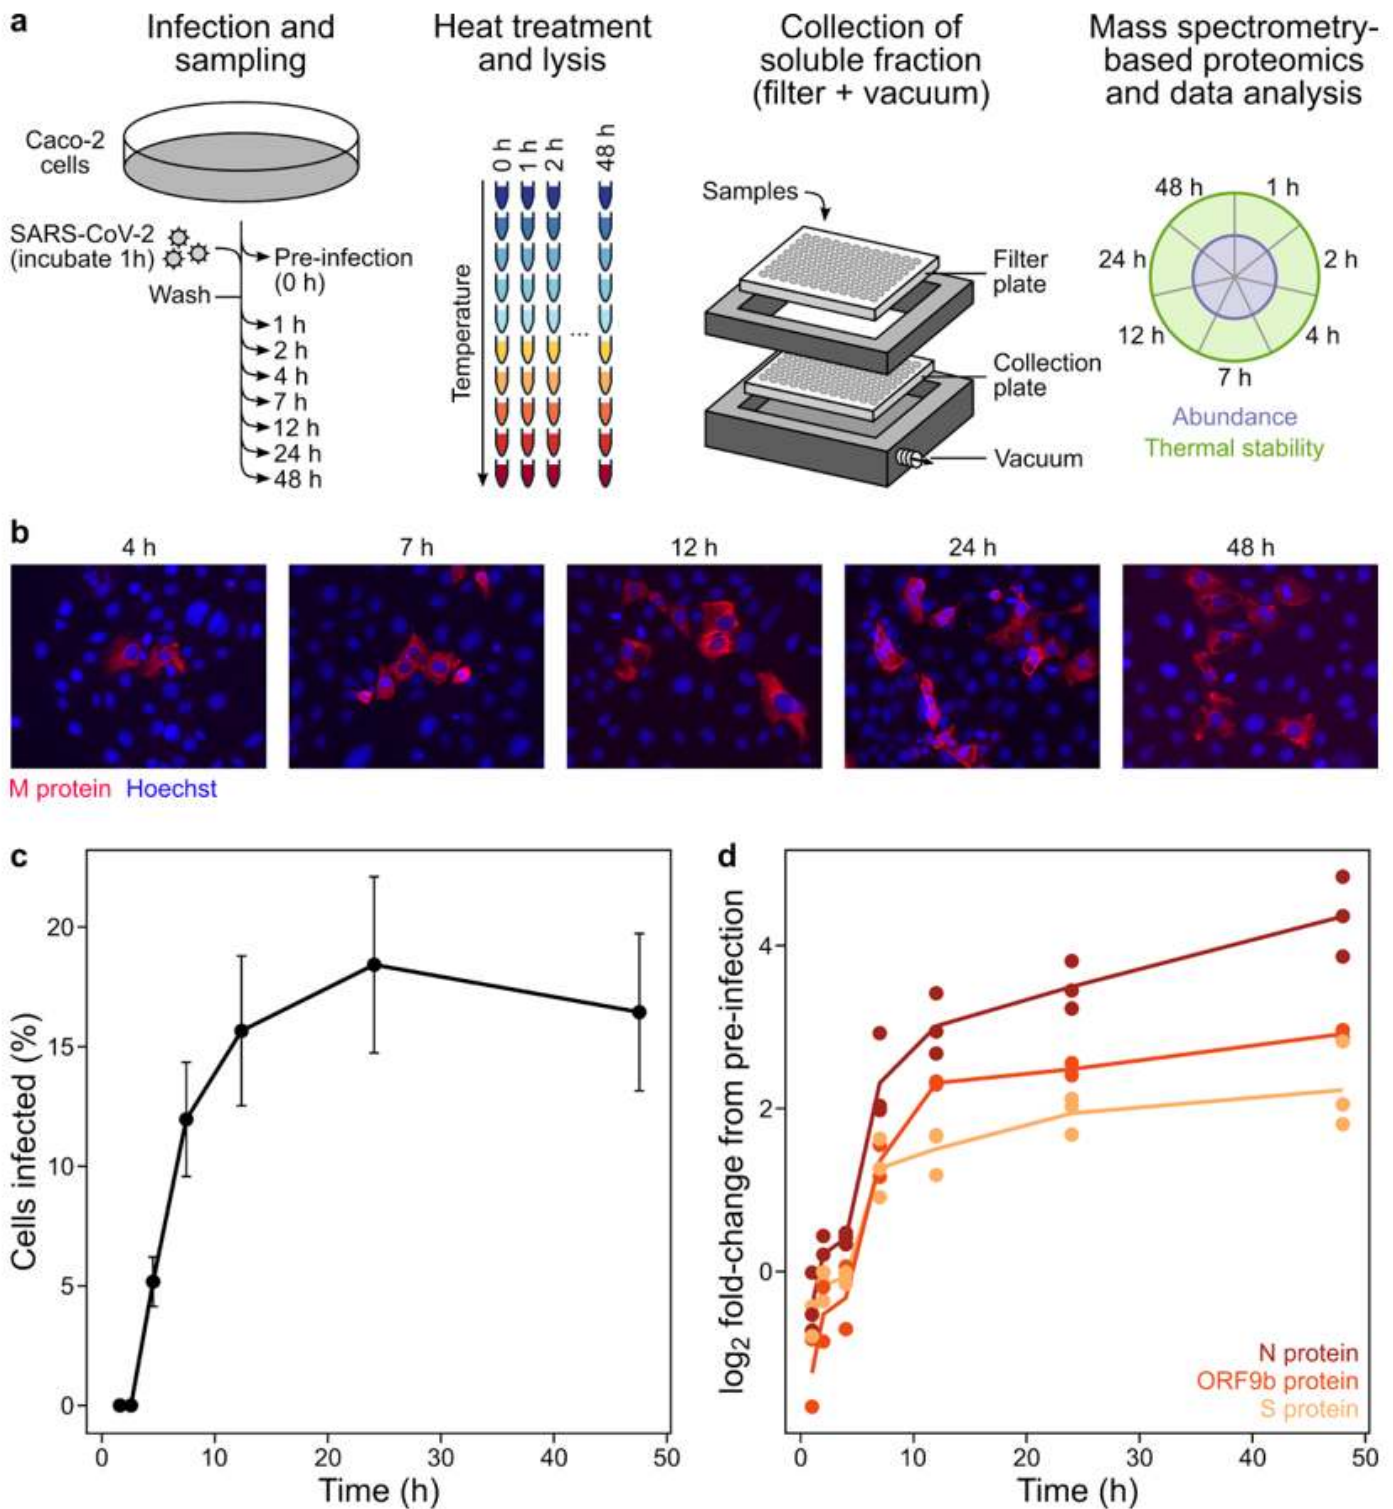 a
Infection and
sampling
Heat treatment
and lysis
Collection of
soluble fraction
(filter + vacuum)
Mass spectrometry-
based proteomics
and data analysis
Caco-2
cells
SARS-CoV-2
(incubate 1h)
Pre-infection
(0 h)
Wash
1 h
2 h
4 h
7 h
12 h
24 h
48 h
0 h
1 h
2 h
48 h
...
Temperature
Samples
Filter
plate
Collection
plate
Vacuum
48 h
1 h
24 h
2 h
12 h
4 h
7 h
Abundance
Thermal stability
b
4 h
7 h
12 h
24 h
48 h
M protein Hoechst
c
Cells infected (%)
20
15
10
5
0
0 10 20 30 40 50
Time (h)
d
log2 fold-change from pre-infection
4
2
0
N protein
ORF9b protein
S protein
0 10 20 30 40 50
Time (h)